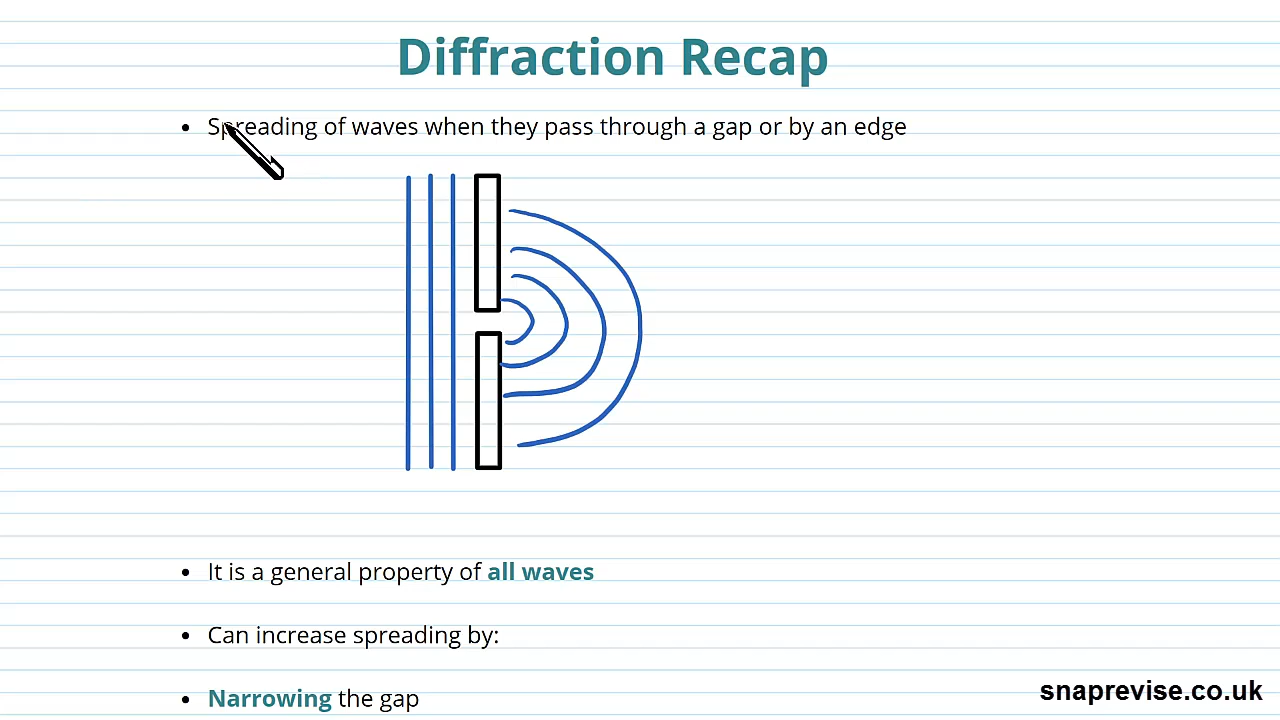 Diffraction Recap
• Spreading of waves when they pass through a gap or by an edge
• It is a general property of all waves
• Can increase spreading by:
• Narrowing the gap
snaprevise.co.uk